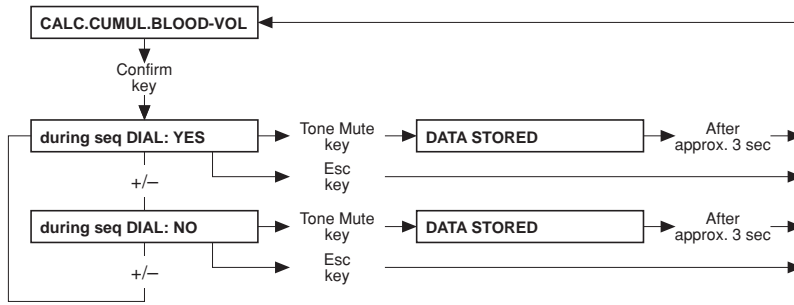 CALC.CUMUL.BLOOD-VOL
Confirm
key
during seq DIAL: YES
Tone Mute
key
DATA STORED
After
approx. 3 sec
Esc
key
+/–
during seq DIAL: NO
Tone Mute
key
DATA STORED
After
approx. 3 sec
Esc
key
+/–